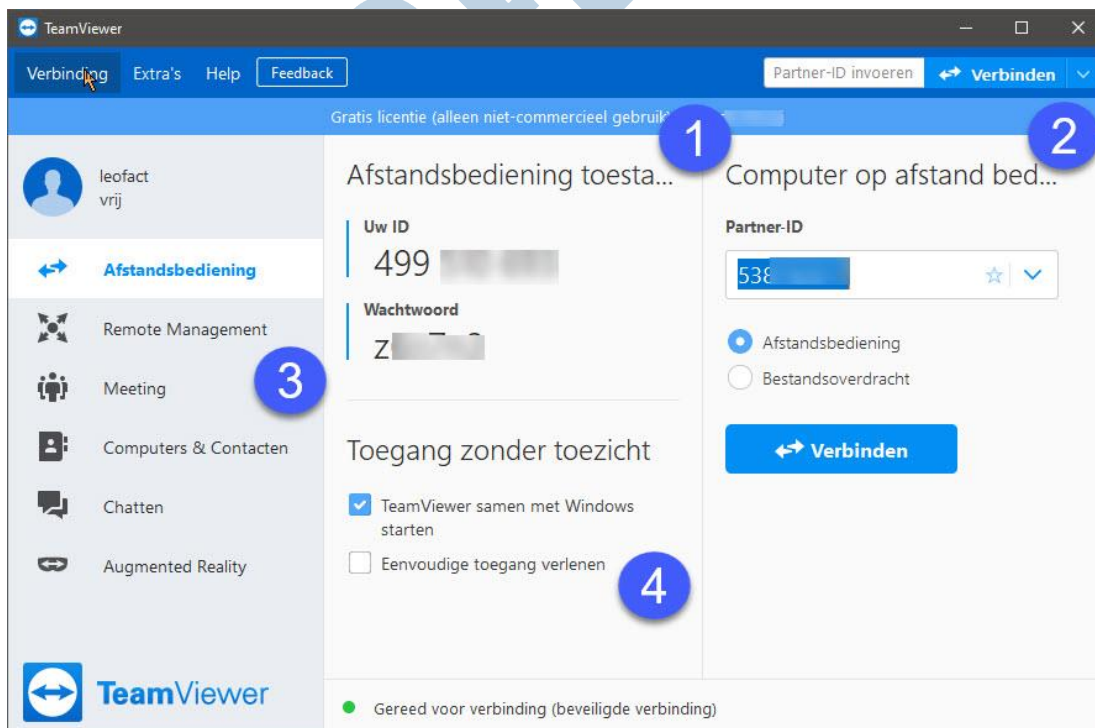 TeamViewer
Verbinding Extra's Help Feedback
Partner-ID invoeren Verbinden
Gratis licentie (alleen niet-commercieel gebruik)
1
2
leofact
vrij
Afstandsbediening
Remote Management
Meeting
3
Computers & Contacten
Chatten
Augmented Reality
TeamViewer
Afstandsbediening toesta...
Uw ID
499
Wachtwoord
Toegang zonder toezicht
TeamViewer samen met Windows
starten
Eenvoudige toegang verlenen
4
Computer op afstand bed...
Partner-ID
538
Afstandsbediening
Bestandsoverdracht
Verbinden
Gereed voor verbinding (beveiligde verbinding)